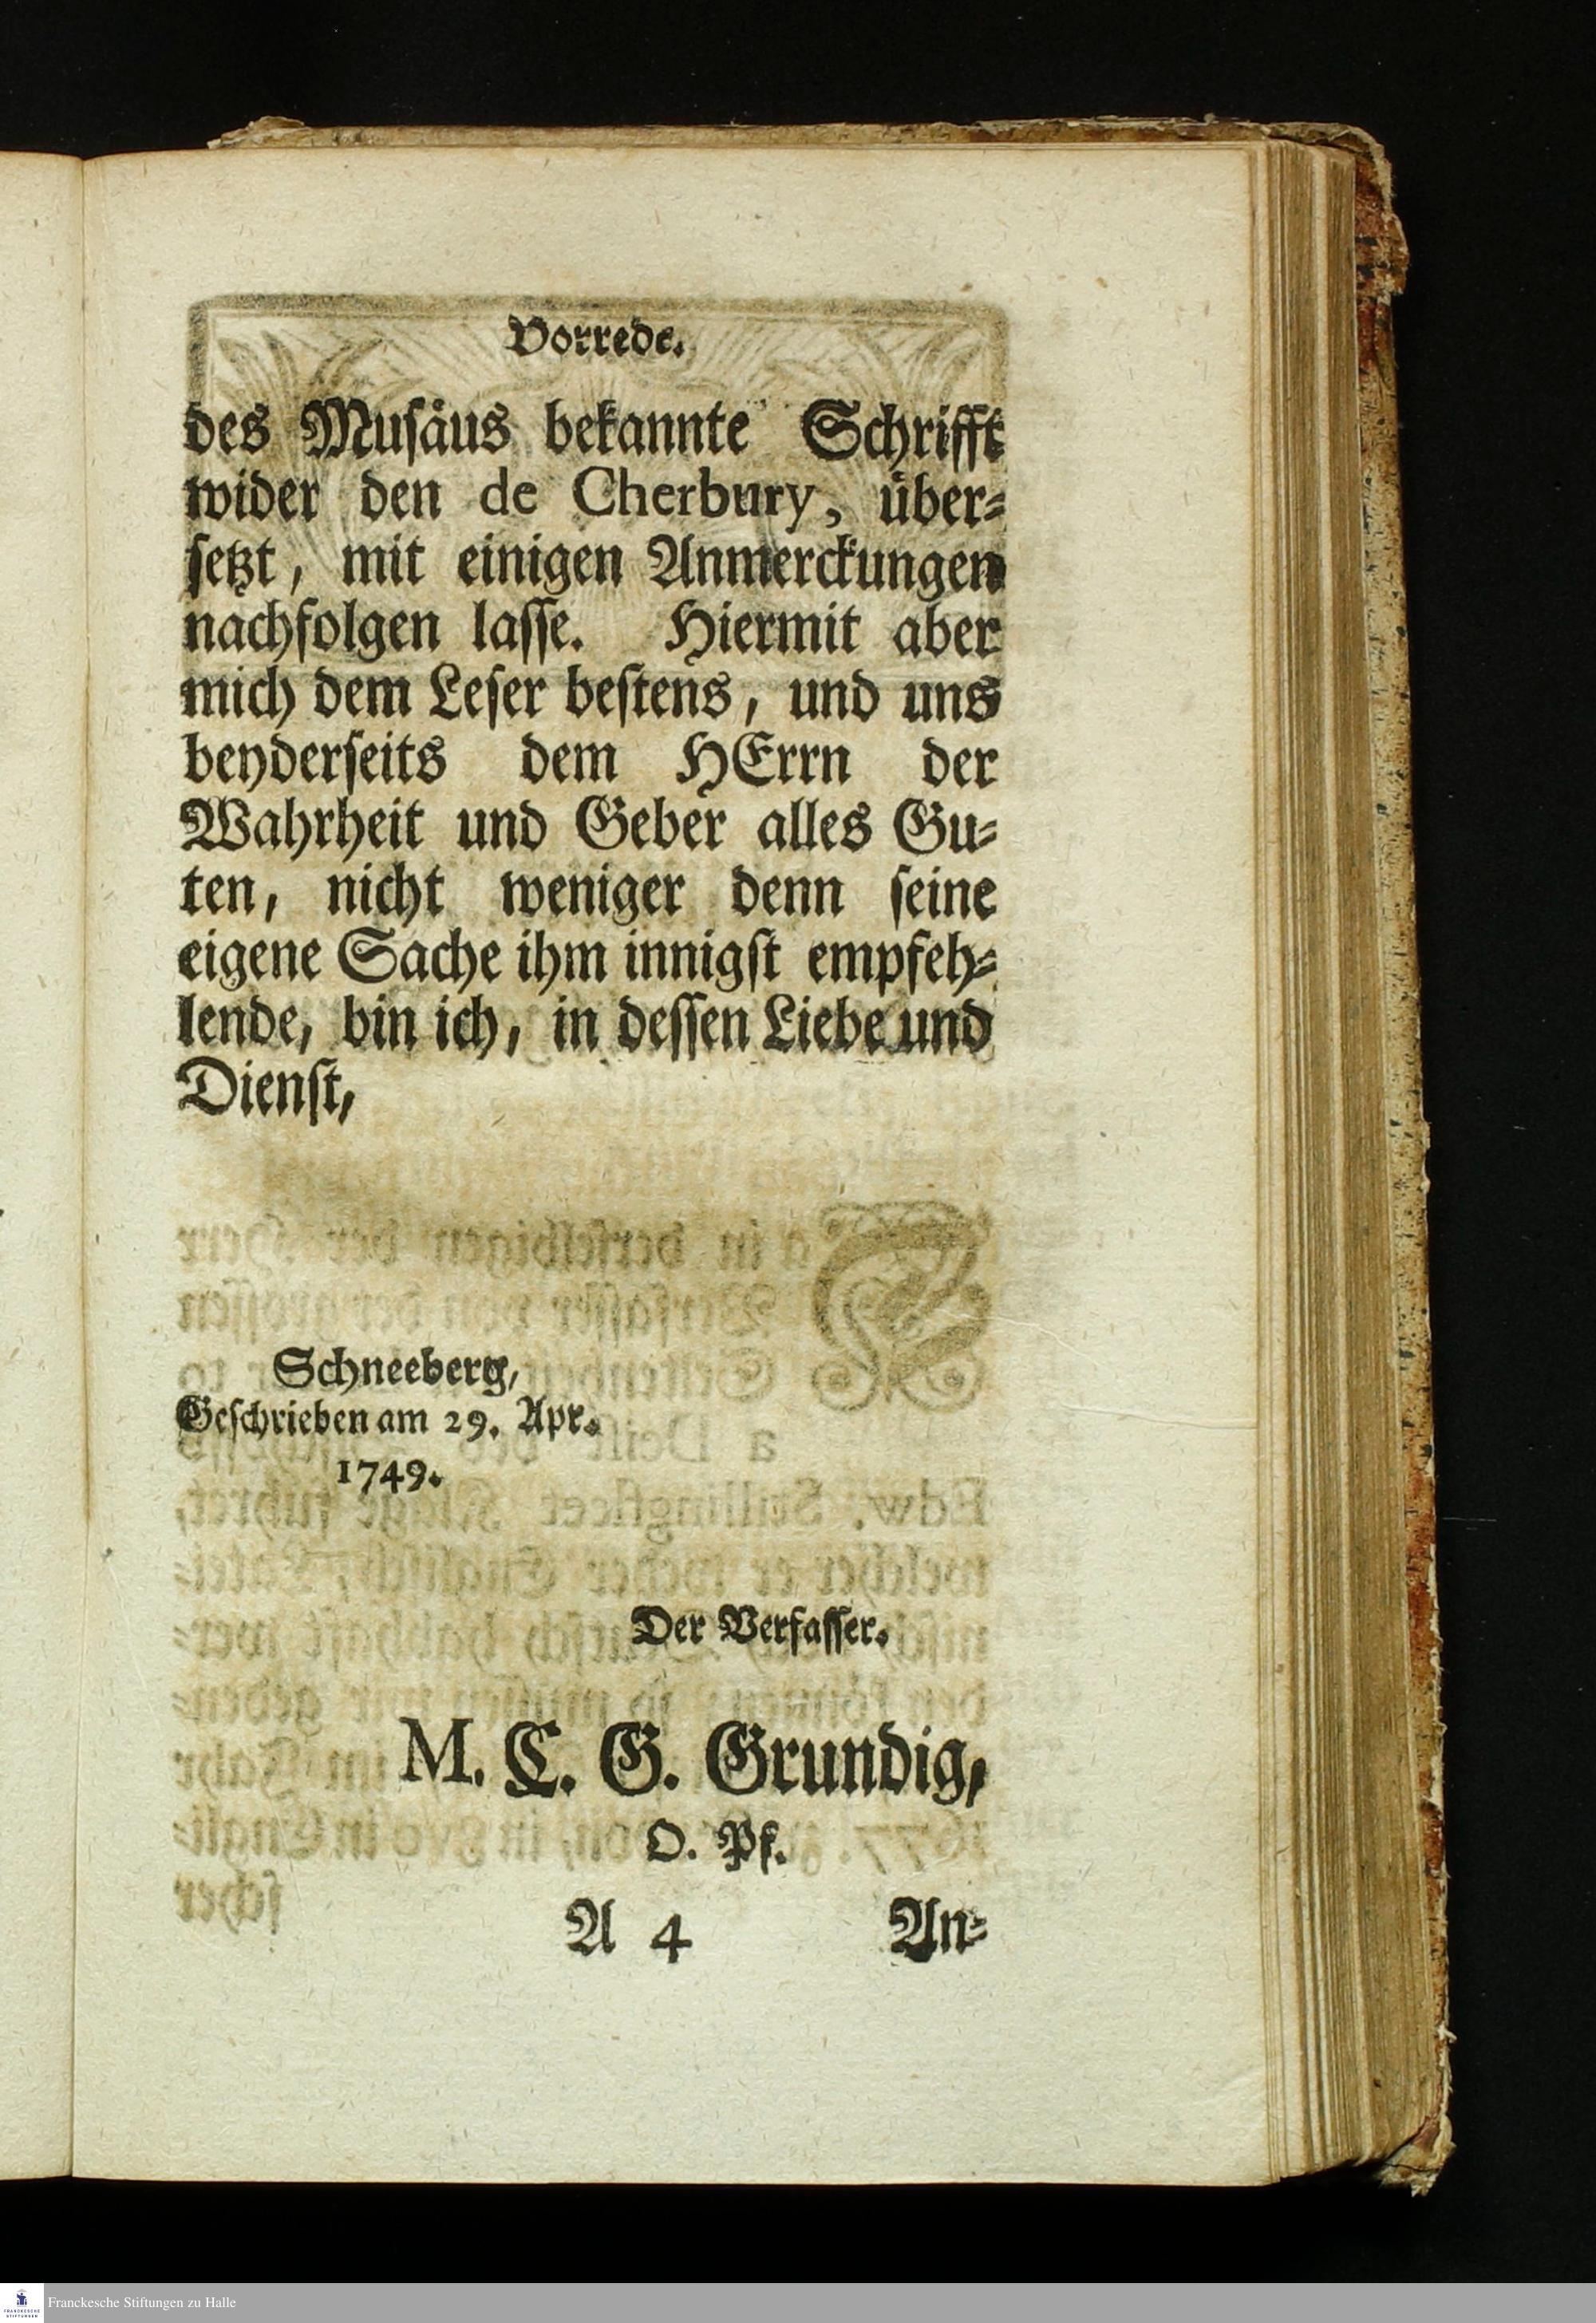 Vorrede.
des Muſaͤus bekannte Schrifft
wider den de Cherbury, uͤber⸗
ſetzt, mit einigen Anmerckungen
nachfolgen laſſe. Hiermit aber
mich dem Leſer beſtens, und uns
beyderſeits dem HErrn der
Wahrheit und Geber alles Gu⸗
ten, nicht weniger denn ſeine
eigene Sache ihm innigſt empfeh⸗
lende, bin ich, in deſſen Liebe und
Dienſt,
Schneeberg,
Geſchrieben am 29. Apr.
1749.
Der Verfaſſer.
M. C. G. Grundig,
O. Pf.
A 4 An⸗
Franckesche Stiftungen zu Halle